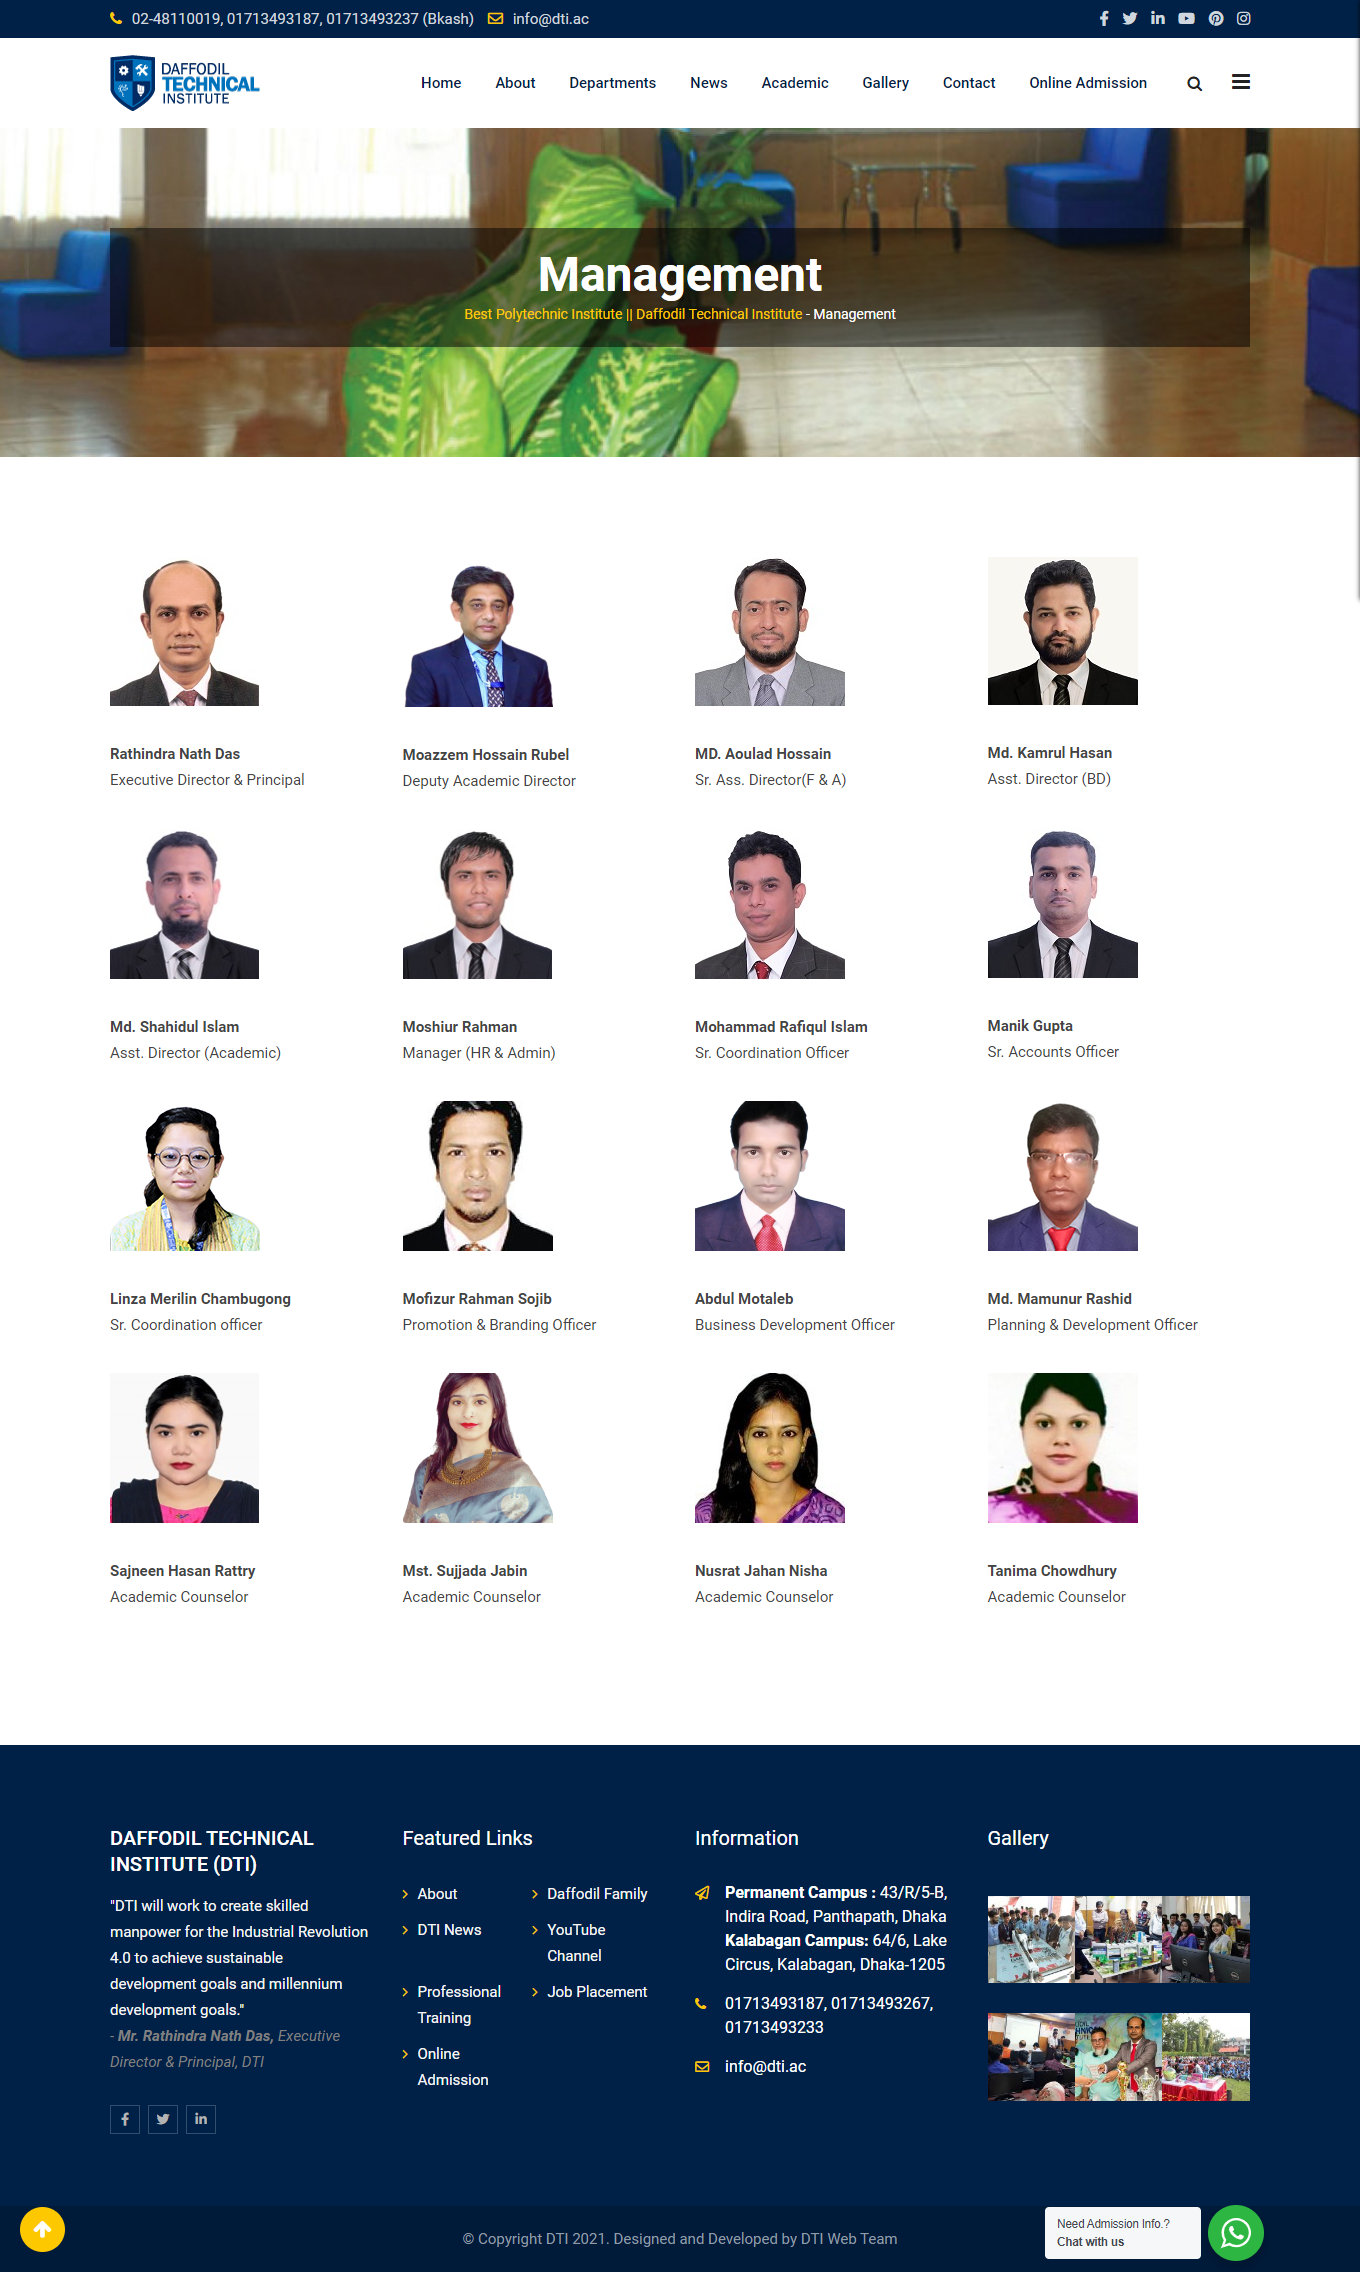 02-48110019, 01713493187, 01713493237 (Bkash) info@dti.ac
DAFFODIL
TECHNICAL
INSTITUTE
Home About Departments News Academic Gallery Contact Online Admission
Management
Best Polytechnic Institute || Daffodil Technical Institute - Management
Rathindra Nath Das
Executive Director & Principal
Moazzem Hossain Rubel
Deputy Academic Director
MD. Aoulad Hossain
Sr. Ass. Director(F & A)
Md. Kamrul Hasan
Asst. Director (BD)
Md. Shahidul Islam
Asst. Director (Academic)
Moshiur Rahman
Manager (HR & Admin)
Mohammad Rafiqul Islam
Sr. Coordination Officer
Manik Gupta
Sr. Accounts Officer
Linza Merilin Chambugong
Sr. Coordination officer
Mofizur Rahman Sojib
Promotion & Branding Officer
Abdul Motaleb
Business Development Officer
Md. Mamunur Rashid
Planning & Development Officer
Sajneen Hasan Rattry
Academic Counselor
Mst. Sujjada Jabin
Academic Counselor
Nusrat Jahan Nisha
Academic Counselor
Tanima Chowdhury
Academic Counselor
DAFFODIL TECHNICAL
INSTITUTE (DTI)
"DTI will work to create skilled
manpower for the Industrial Revolution
4.0 to achieve sustainable
development goals and millennium
development goals."
- Mr. Rathindra Nath Das, Executive
Director & Principal, DTI
Featured Links
About
DTI News
Professional
Training
Online
Admission
Daffodil Family
YouTube
Channel
Job Placement
Information
Permanent Campus : 43/R/5-B,
Indira Road, Panthapath, Dhaka
Kalabagan Campus: 64/6, Lake
Circus, Kalabagan, Dhaka-1205
01713493187, 01713493267,
01713493233
info@dti.ac
Gallery
© Copyright DTI 2021. Designed and Developed by DTI Web Team
Need Admission Info.?
Chat with us